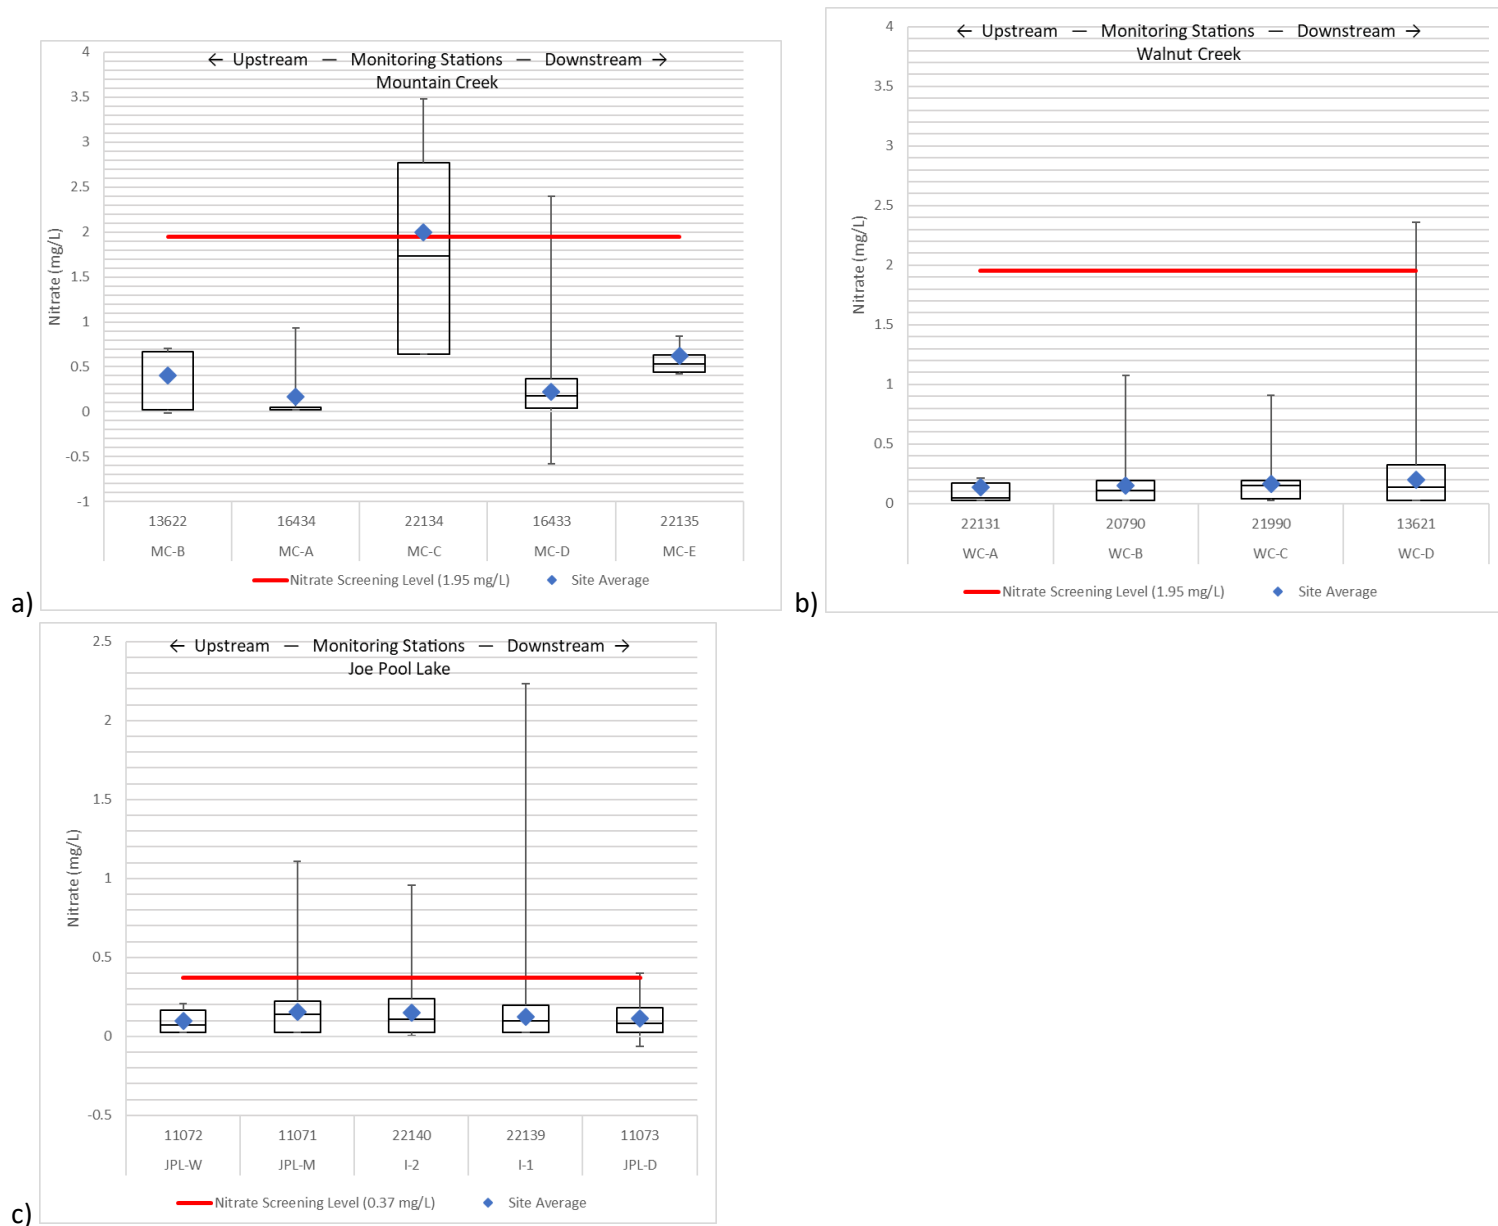 ← Upstream — Monitoring Stations — Downstream →
Mountain Creek
4
3.5
3
2.5
2
1.5
1
0.5
0
-0.5
-1
Nitrate (mg/L)
13622 16434 22134 16433 22135
MC-B MC-A MC-C MC-D MC-E
Nitrate Screening Level (1.95 mg/L) Site Average
a)
← Upstream — Monitoring Stations — Downstream →
Walnut Creek
4
3.5
3
2.5
2
1.5
1
0.5
0
Nitrate (mg/L)
22131 20790 21990 13621
WC-A WC-B WC-C WC-D
Nitrate Screening Level (1.95 mg/L) Site Average
b)
← Upstream — Monitoring Stations — Downstream →
Joe Pool Lake
2.5
2
1.5
1
0.5
0
-0.5
Nitrate (mg/L)
11072 11071 22140 22139 11073
JPL-W JPL-M I-2 I-1 JPL-D
Nitrate Screening Level (0.37 mg/L) Site Average
c)